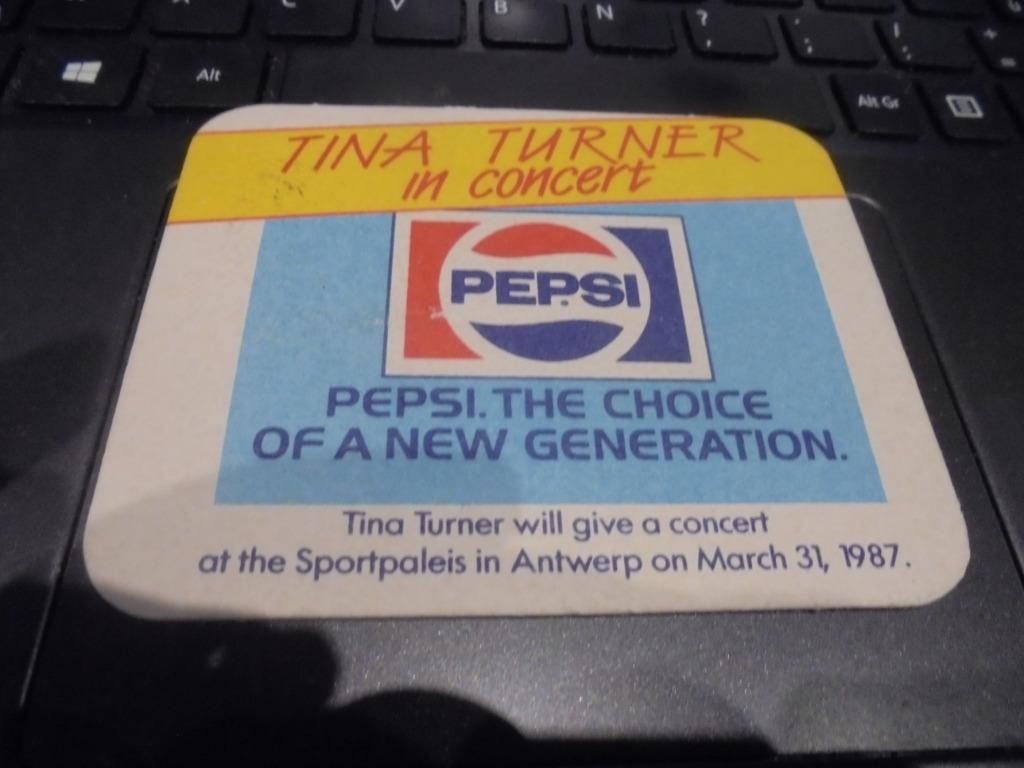 C V B N ? , . ; / : + =
Alt Alt Gr
TINA TURNER
in concert
PEPSI
PEPSI. THE CHOICE
OF A NEW GENERATION.
Tina Turner will give a concert
at the Sportpaleis in Antwerp on March 31, 1987.